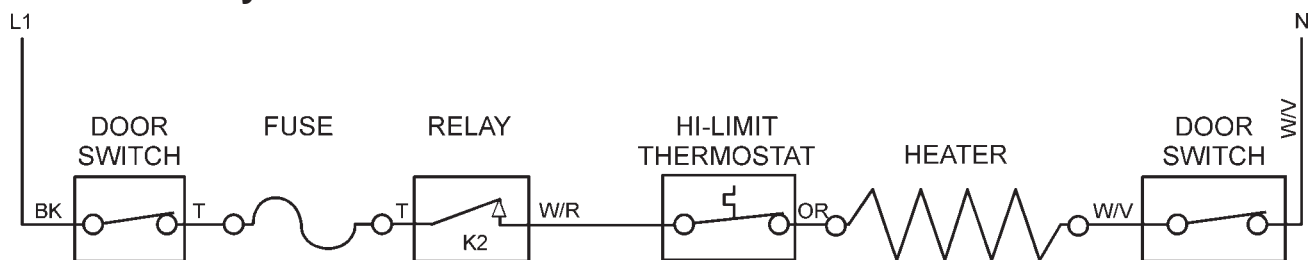 L1
N
DOOR
SWITCH
FUSE
RELAY
HI-LIMIT
THERMOSTAT
HEATER
DOOR
SWITCH
W/V
BK
T
T
K2
W/R
OR
W/V